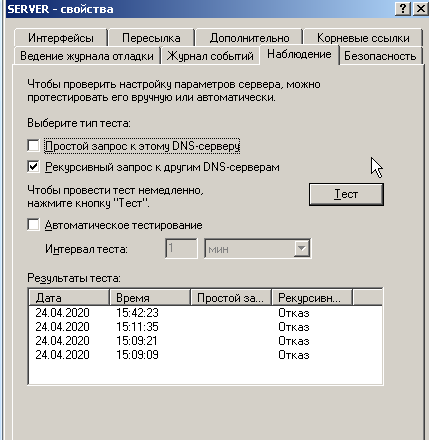 SERVER - свойства
Интерфейсы Пересылка Дополнительно Корневые ссылки
Ведение журнала отладки Журнал событий Наблюдение Безопасность
Чтобы проверить настройку параметров сервера, можно
протестировать его вручную или автоматически.
Выберите тип теста:
Простой запрос к этому DNS-серверу
Рекурсивный запрос к другим DNS-серверам
Чтобы провести тест немедленно,
нажмите кнопку "Тест".
Тест
Автоматическое тестирование
Интервал теста: 1 мин
Результаты теста:
Дата Время Простой за... Рекурсивн...
24.04.2020 15:42:23 Отказ
24.04.2020 15:11:35 Отказ
24.04.2020 15:09:21 Отказ
24.04.2020 15:09:09 Отказ